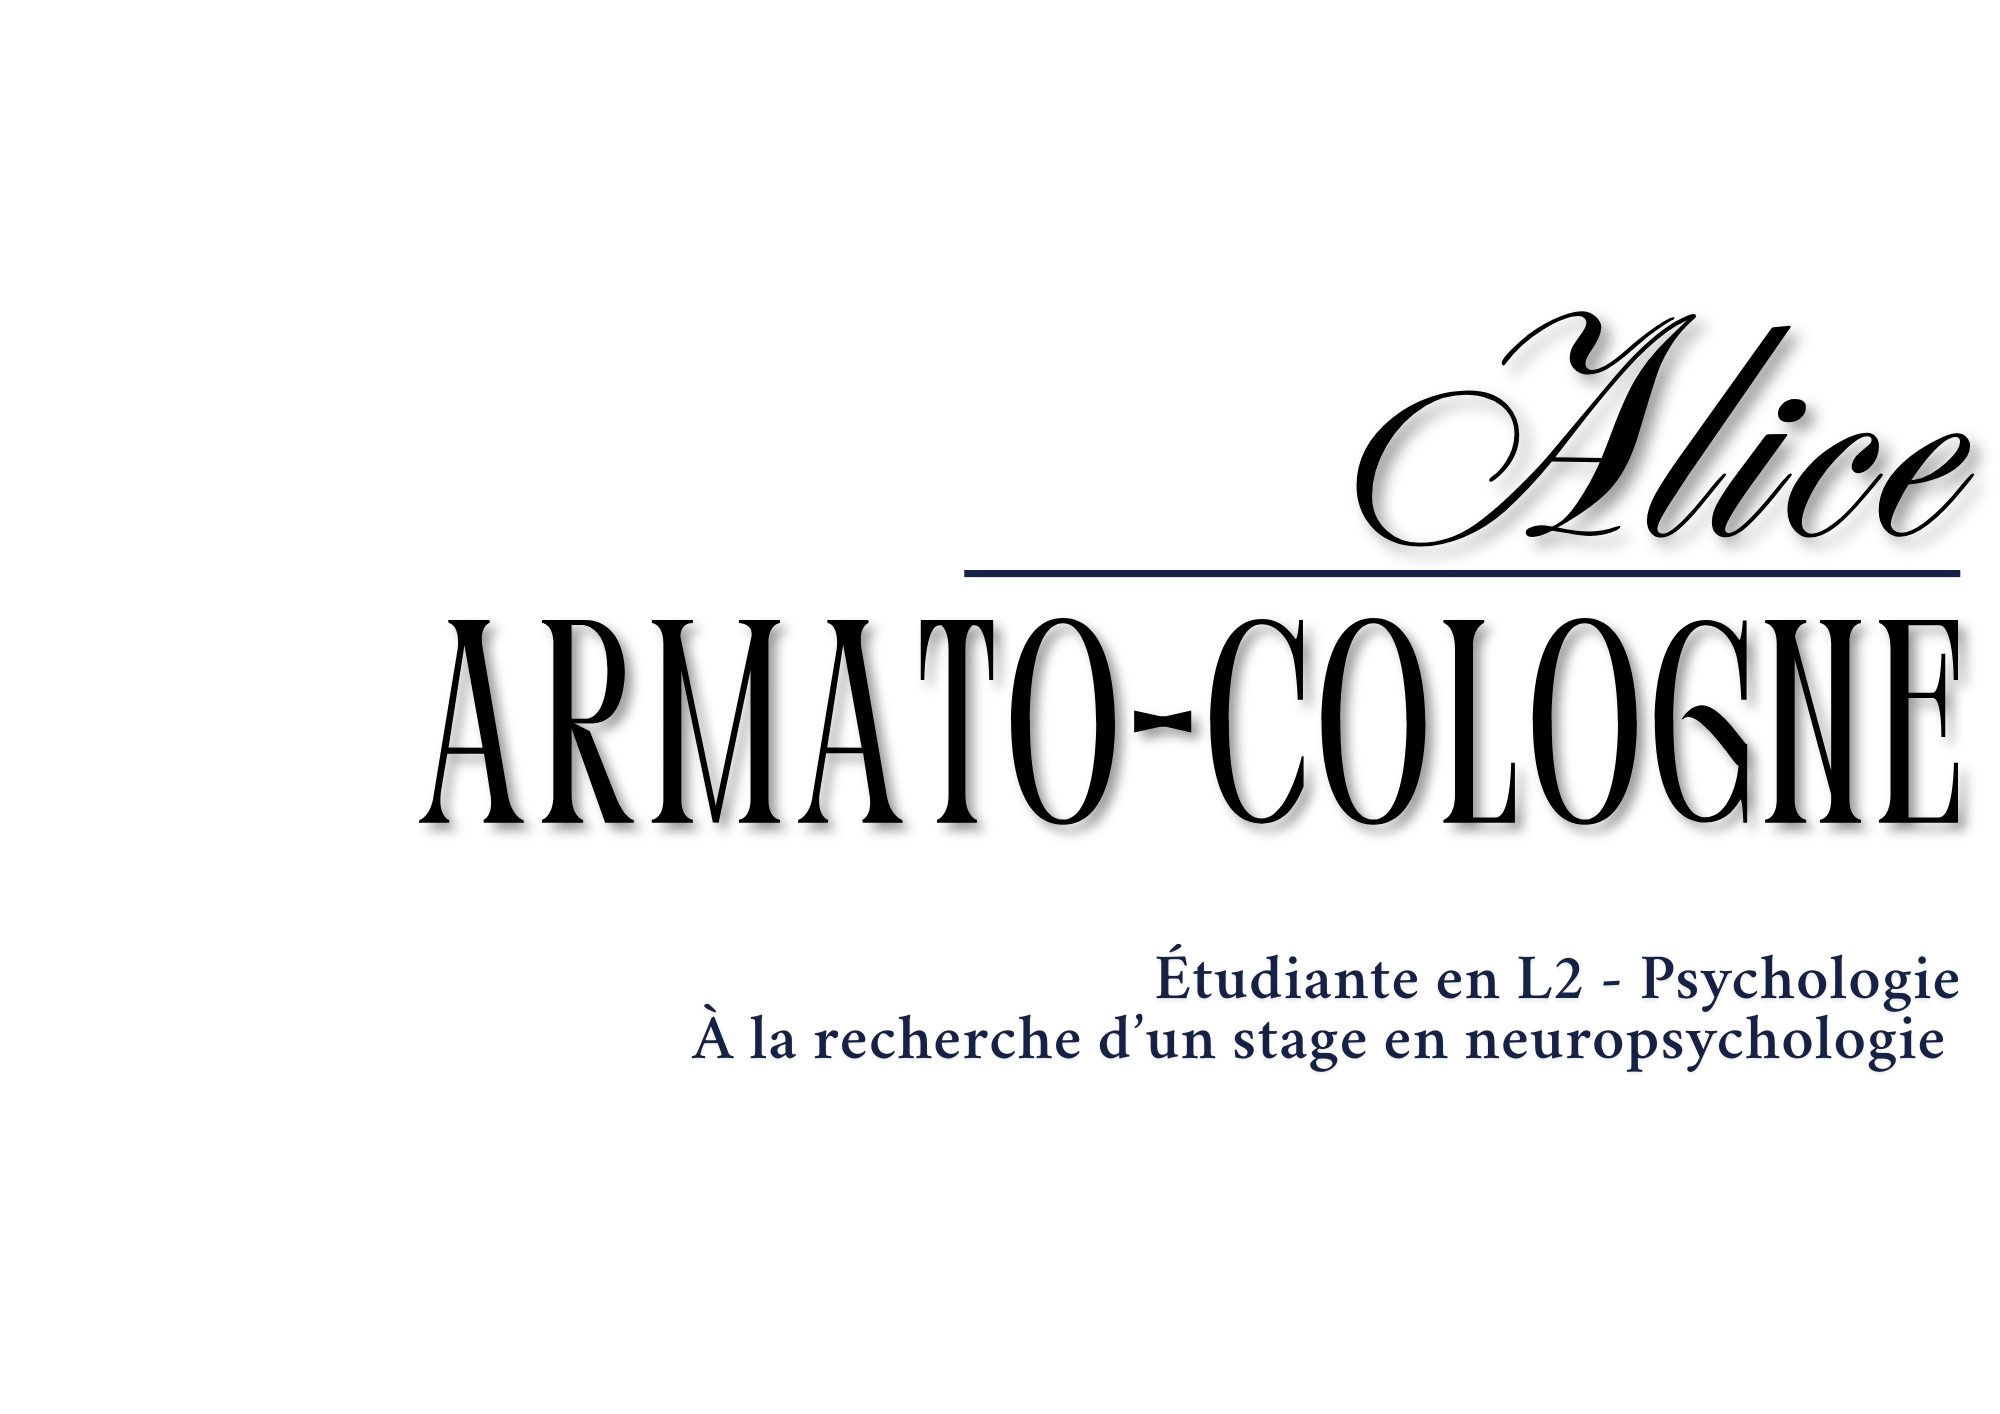 Alice
ARMATO-COLOGNE
Étudiante en L2 - Psychologie
À la recherche d’un stage en neuropsychologie